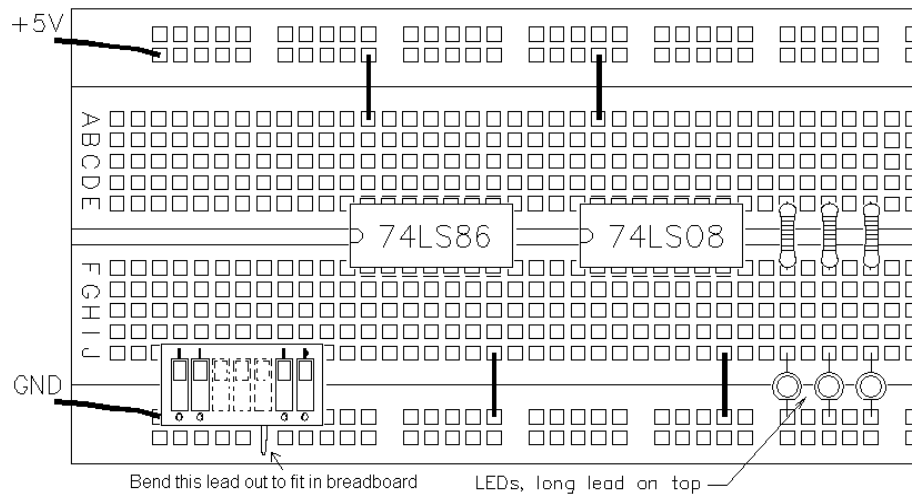 +5V
A
B
C
D
E
74LS86
74LS08
F
G
H
I
J
GND
Bend this lead out to fit in breadboard
LEDs, long lead on top